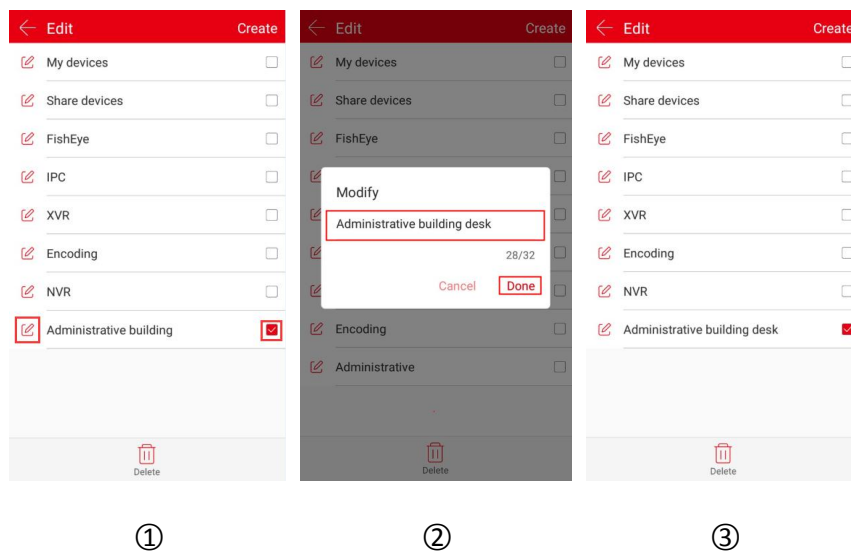 Edit Create
My devices
Share devices
FishEye
IPC
XVR
Encoding
NVR
Administrative building
Delete
①
Edit Create
My devices
Share devices
FishEye
Modify
Administrative building desk
28/32
Cancel Done
Encoding
Administrative
Delete
②
Edit Create
My devices
Share devices
FishEye
IPC
XVR
Encoding
NVR
Administrative building desk
Delete
③